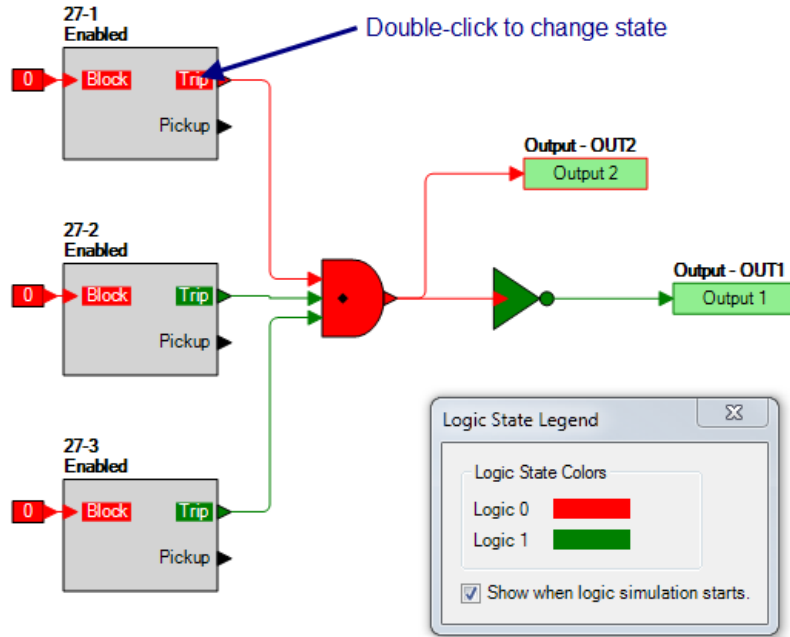 27-1
Enabled
Double-click to change state
0
Block
Trip
Pickup
Output - OUT2
Output 2
27-2
Enabled
0
Block
Trip
Pickup
Output - OUT1
Output 1
27-3
Enabled
0
Block
Trip
Pickup
Logic State Legend
Logic State Colors
Logic 0
Logic 1
Show when logic simulation starts.